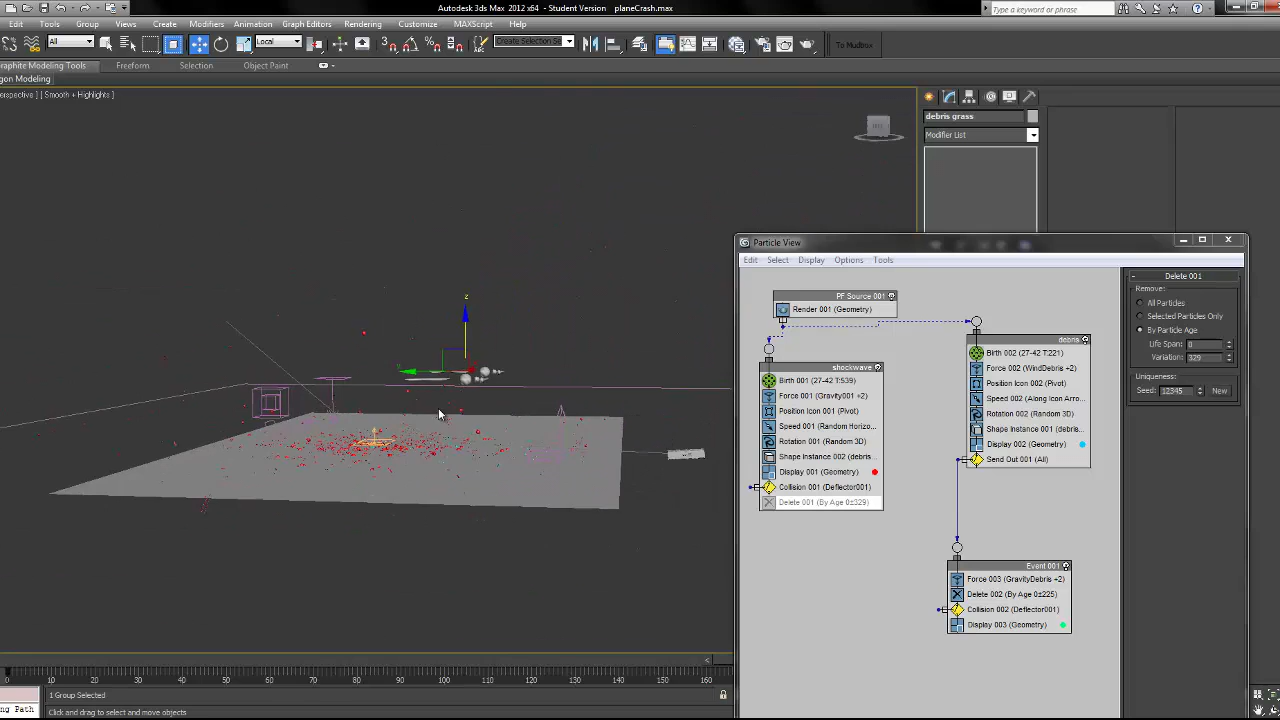 Autodesk 3ds Max 2012 x64 - Student Version planeCrash.max
Type a keyword or phrase
Edit Tools Group Views Create Modifiers Animation Graph Editors Rendering Customize MAXScript Help
All
Local
Create Selection Se
To Mudbox
raphite Modeling Tools Freeform Selection Object Paint
gon Modeling
erspective ] [ Smooth + Highlights ]
debris grass
Modifier List
Particle View
Edit Select Display Options Tools
PF Source 001
Render 001 (Geometry)
shockwave
Birth 001 (27-42 T:539)
Force 001 (Gravity001 +2)
Position Icon 001 (Pivot)
Speed 001 (Random Horizo...
Rotation 001 (Random 3D)
Shape Instance 002 (debris...
Display 001 (Geometry)
Collision 001 (Deflector001)
Delete 001 (By Age 0±329)
debris
Birth 002 (27-42 T:221)
Force 002 (WindDebris +2)
Position Icon 002 (Pivot)
Speed 002 (Along Icon Arro...
Rotation 002 (Random 3D)
Shape Instance 001 (debris...
Display 002 (Geometry)
Send Out 001 (All)
Event 001
Force 003 (GravityDebris +2)
Delete 002 (By Age 0±225)
Collision 002 (Deflector001)
Display 003 (Geometry)
Delete 001
Remove:
All Particles
Selected Particles Only
By Particle Age
Life Span: 0
Variation: 329
Uniqueness:
Seed: 12345 New
0 10 20 30 40 50 60 70 80 90 100 110 120 130 140 150 160
1 Group Selected
ng Path Click and drag to select and move objects